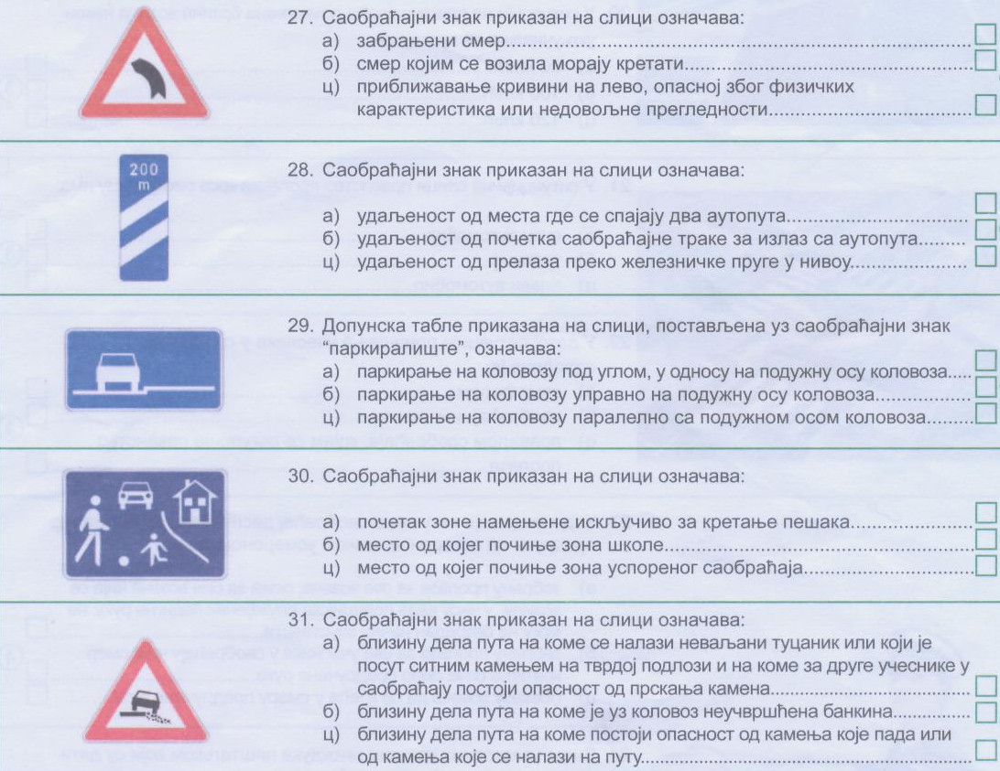 27. Саобраћајни знак приказан на слици означава:
а) забрањени смер
б) смер којим се возила морају кретати
ц) приближавање кривини на лево, опасној због физичких
карактеристика или недовољне прегледности
200
m
28. Саобраћајни знак приказан на слици означава:
а) удаљеност од места где се спајају два аутопута
б) удаљеност од почетка саобраћајне траке за излаз са аутопута
ц) удаљеност од прелаза преко железничке пруге у нивоу
29. Допунска табле приказана на слици, постављена уз саобраћајни знак
“паркиралиште”, означава:
а) паркирање на коловозу под углом, у односу на подужну осу коловоза
б) паркирање на коловозу управно на подужну осу коловоза
ц) паркирање на коловозу паралелно са подужном осом коловоза
30. Саобраћајни знак приказан на слици означава:
а) почетак зоне намењене искључиво за кретање пешака
б) место од којег почиње зона школе
ц) место од којег почиње зона успореног саобраћаја
31. Саобраћајни знак приказан на слици означава:
а) близину дела пута на коме се налази неваљани туцаник или који је
посут ситним каменом на тврдој подлози и на коме за друге учеснике у
саобраћају постоји опасност од прскања камена
б) близину дела пута на коме је уз коловоз неучвршћена банкина
ц) близину дела пута на коме постоји опасност од камења које пада или
од камења које се налази на путу